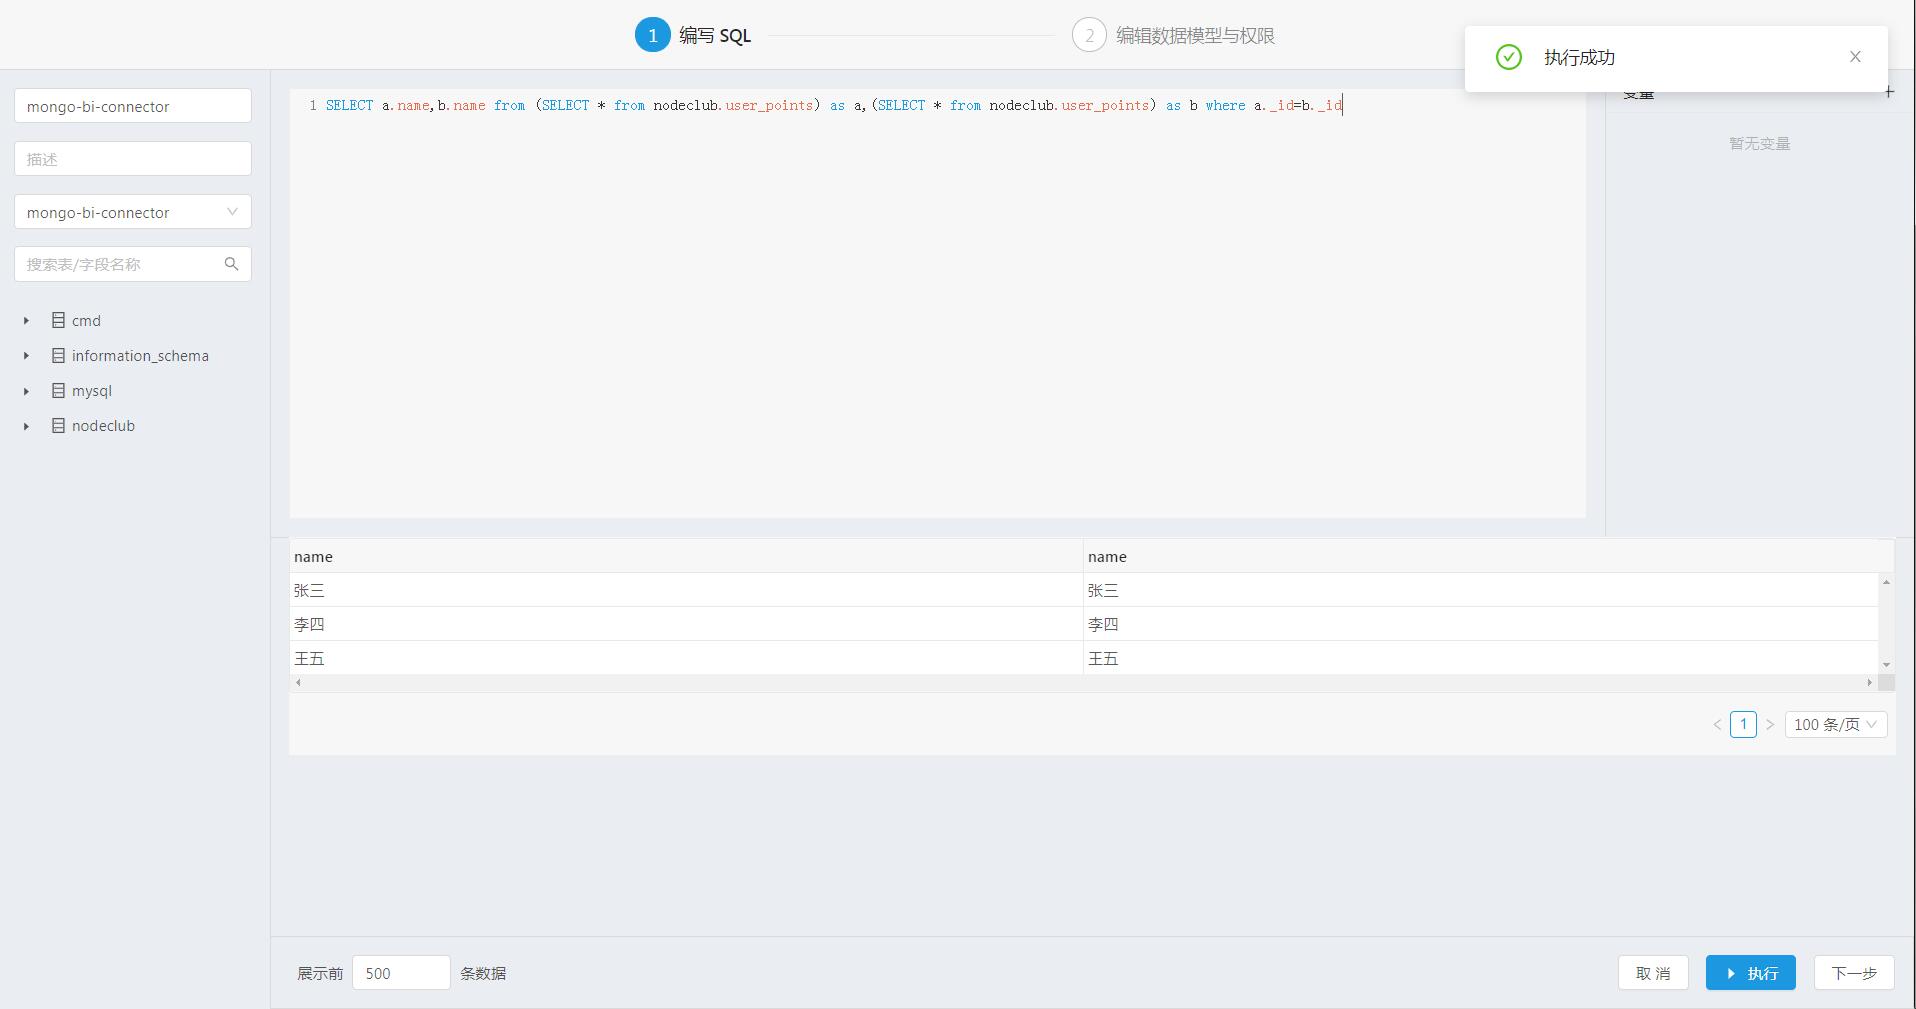 1 编写 SQL
2 编辑数据模型与权限
执行成功
mongo-bi-connector
描述
mongo-bi-connector
搜索表/字段名称
cmd
information_schema
mysql
nodeclub
1 SELECT a.name,b.name from (SELECT * from nodeclub.user_points) as a,(SELECT * from nodeclub.user_points) as b where a._id=b._id
变量
暂无变量
name name
张三 张三
李四 李四
王五 王五
1 100 条/页
展示前 500 条数据
取 消 执行 下一步